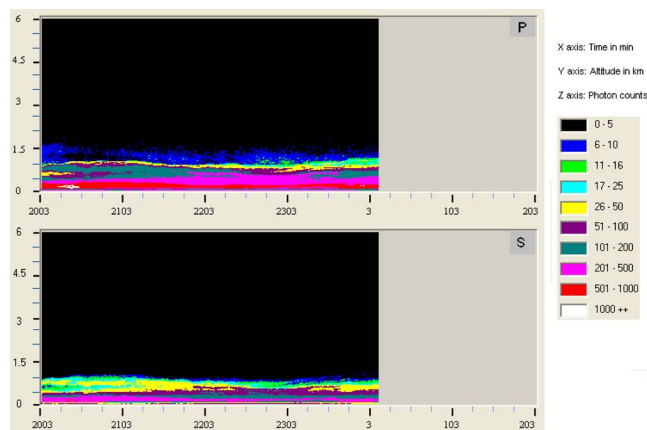 P
6
4.5
3
1.5
0
2003 2103 2203 2303 3 103 203
S
6
4.5
3
1.5
0
2003 2103 2203 2303 3 103 203
X axis: Time in min
Y axis: Altitude in km
Z axis: Photon counts
0 - 5
6 - 10
11 - 16
17 - 25
26 - 50
51 - 100
101 - 200
201 - 500
501 - 1000
1000 ++